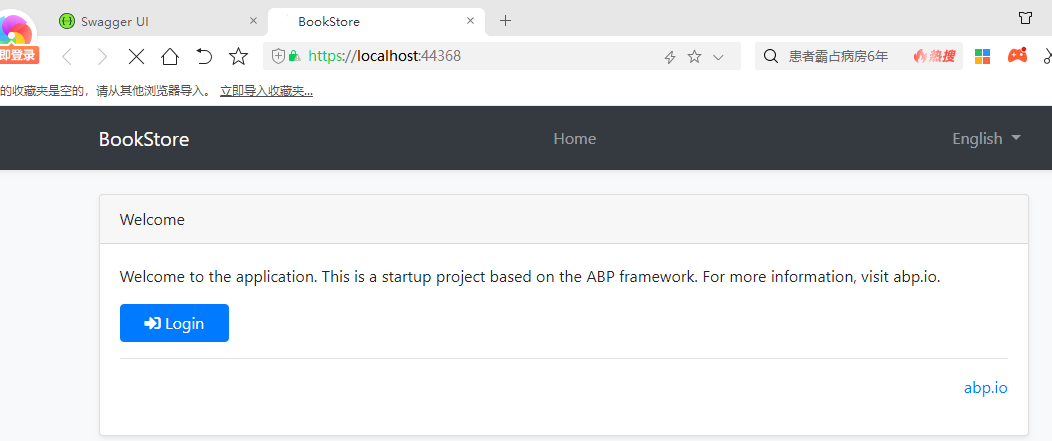 Swagger UI
BookStore
即登录
https://localhost:44368
患者霸占病房6年
热搜
的收藏夹是空的，请从其他浏览器导入。 立即导入收藏夹...
BookStore
Home
English
Welcome
Welcome to the application. This is a startup project based on the ABP framework. For more information, visit abp.io.
Login
abp.io